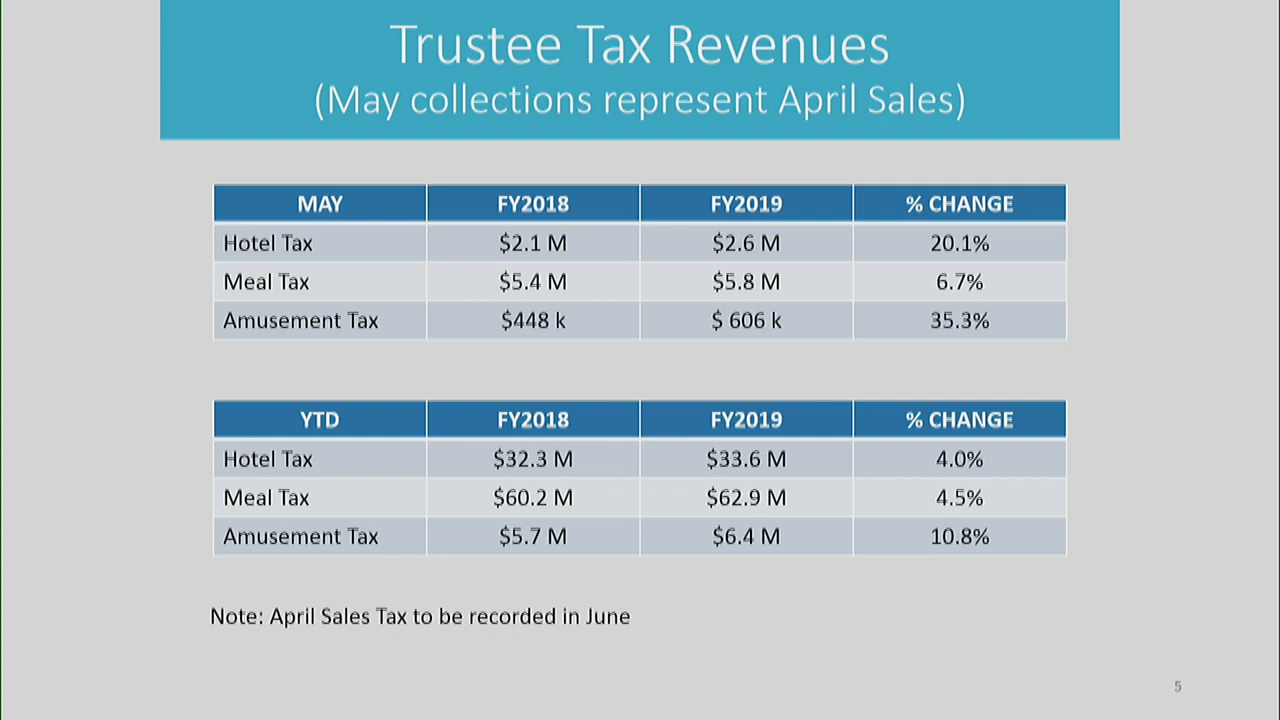 Trustee Tax Revenues
(May collections represent April Sales)
MAY FY2018 FY2019 % CHANGE
Hotel Tax $2.1 M $2.6 M 20.1%
Meal Tax $5.4 M $5.8 M 6.7%
Amusement Tax $448 k $ 606 k 35.3%
YTD FY2018 FY2019 % CHANGE
Hotel Tax $32.3 M $33.6 M 4.0%
Meal Tax $60.2 M $62.9 M 4.5%
Amusement Tax $5.7 M $6.4 M 10.8%
Note: April Sales Tax to be recorded in June
5